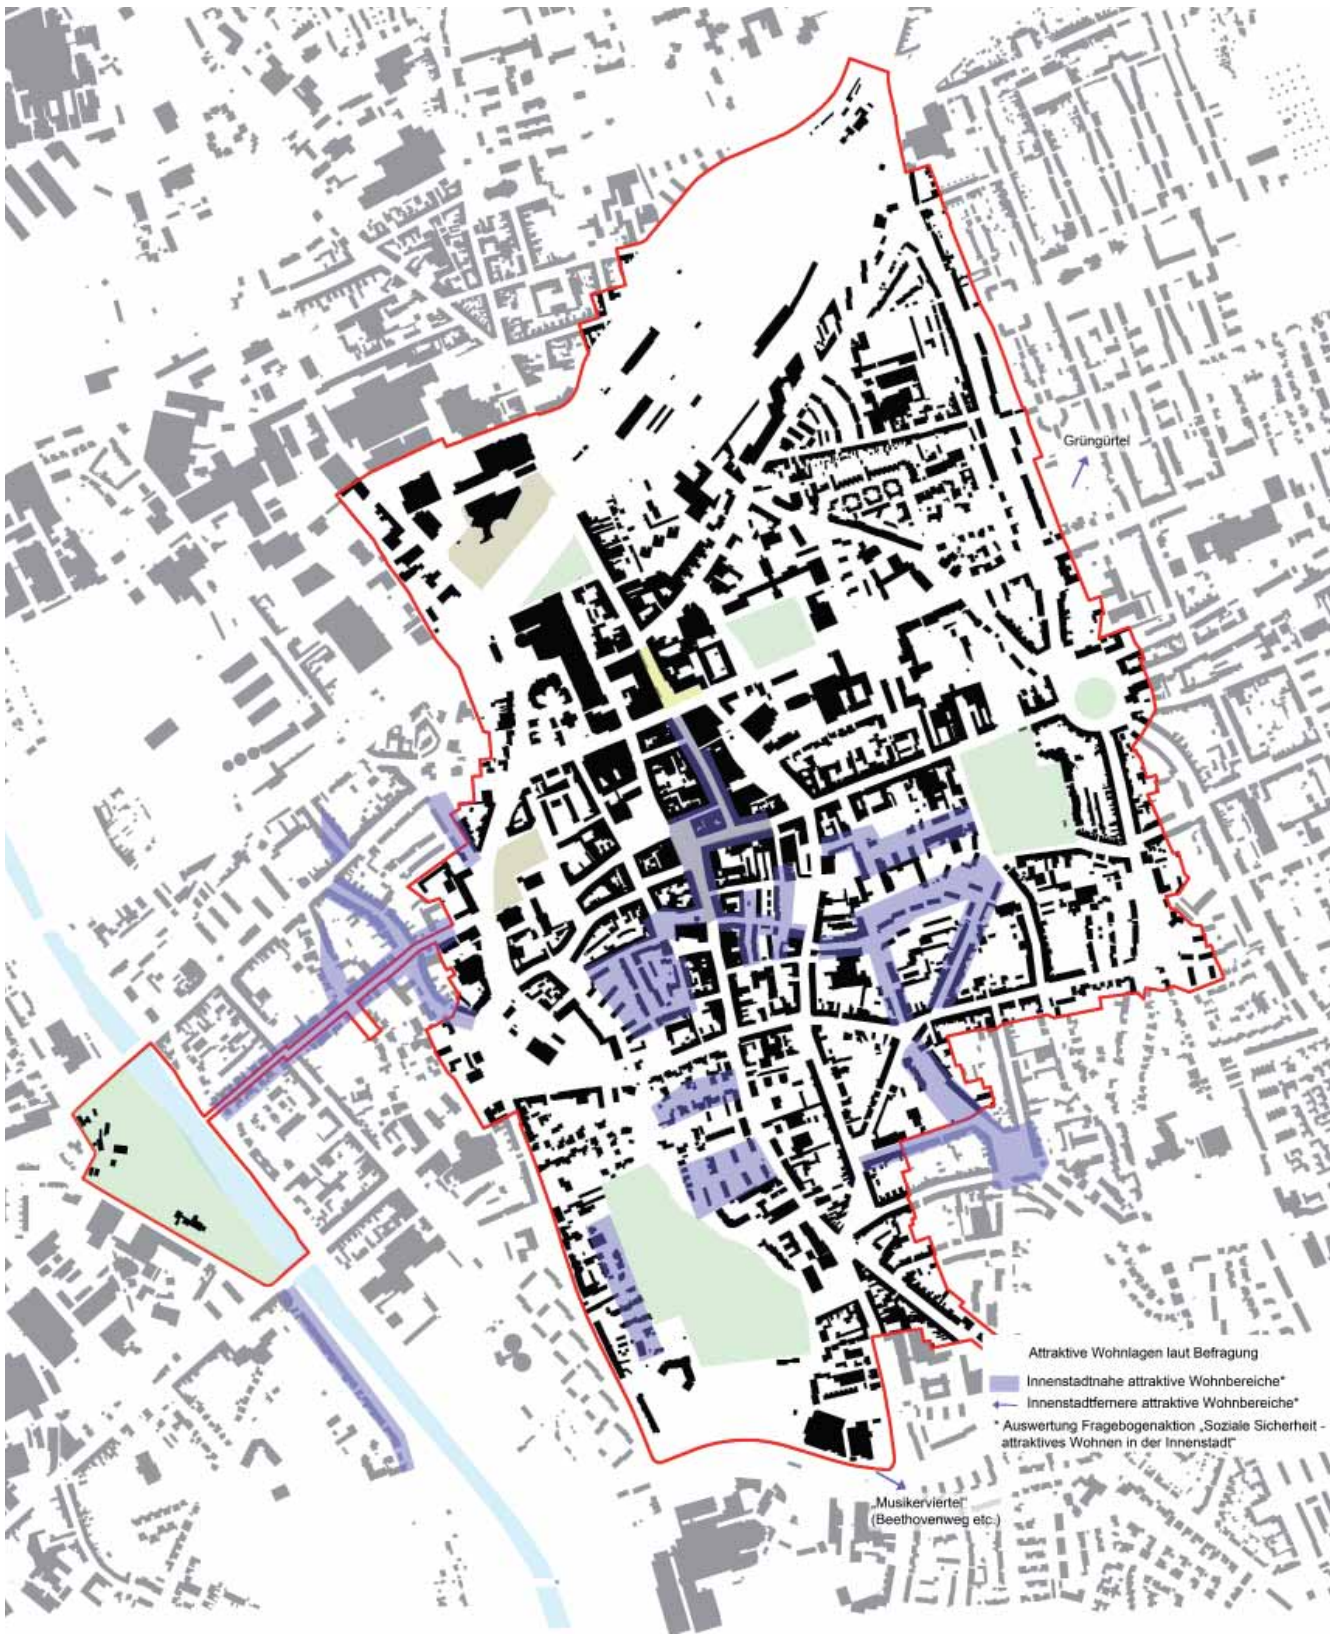 Grüngürtel
Attraktive Wohnlagen laut Befragung
Innenstadtnahe attraktive Wohnbereiche*
Innenstadtfernere attraktive Wohnbereiche*
* Auswertung Fragebogenaktion „Soziale Sicherheit -
attraktives Wohnen in der Innenstadt"
„Musikerviertel"
(Beethovenweg etc.)